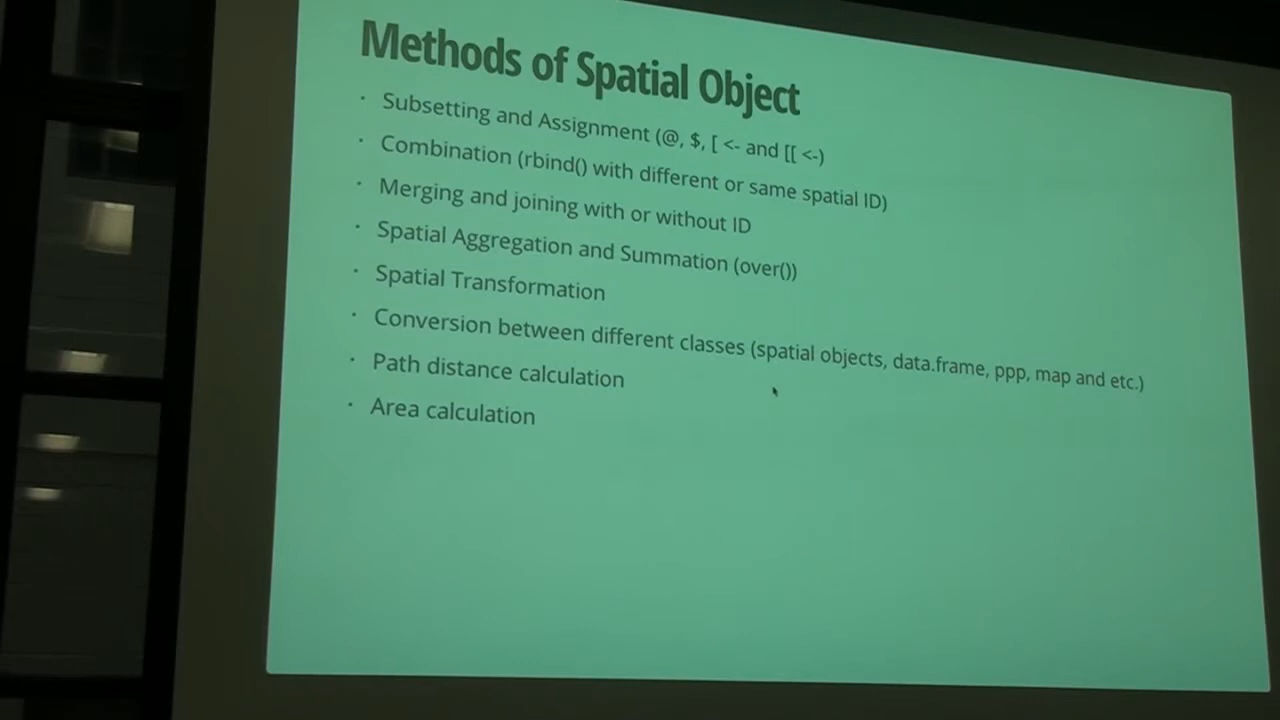 Methods of Spatial Object
· Subsetting and Assignment (@, $, [ <- and [[ <-)
· Combination (rbind() with different or same spatial ID)
· Merging and joining with or without ID
· Spatial Aggregation and Summation (over())
· Spatial Transformation
· Conversion between different classes (spatial objects, data.frame, ppp, map and etc.)
· Path distance calculation
· Area calculation